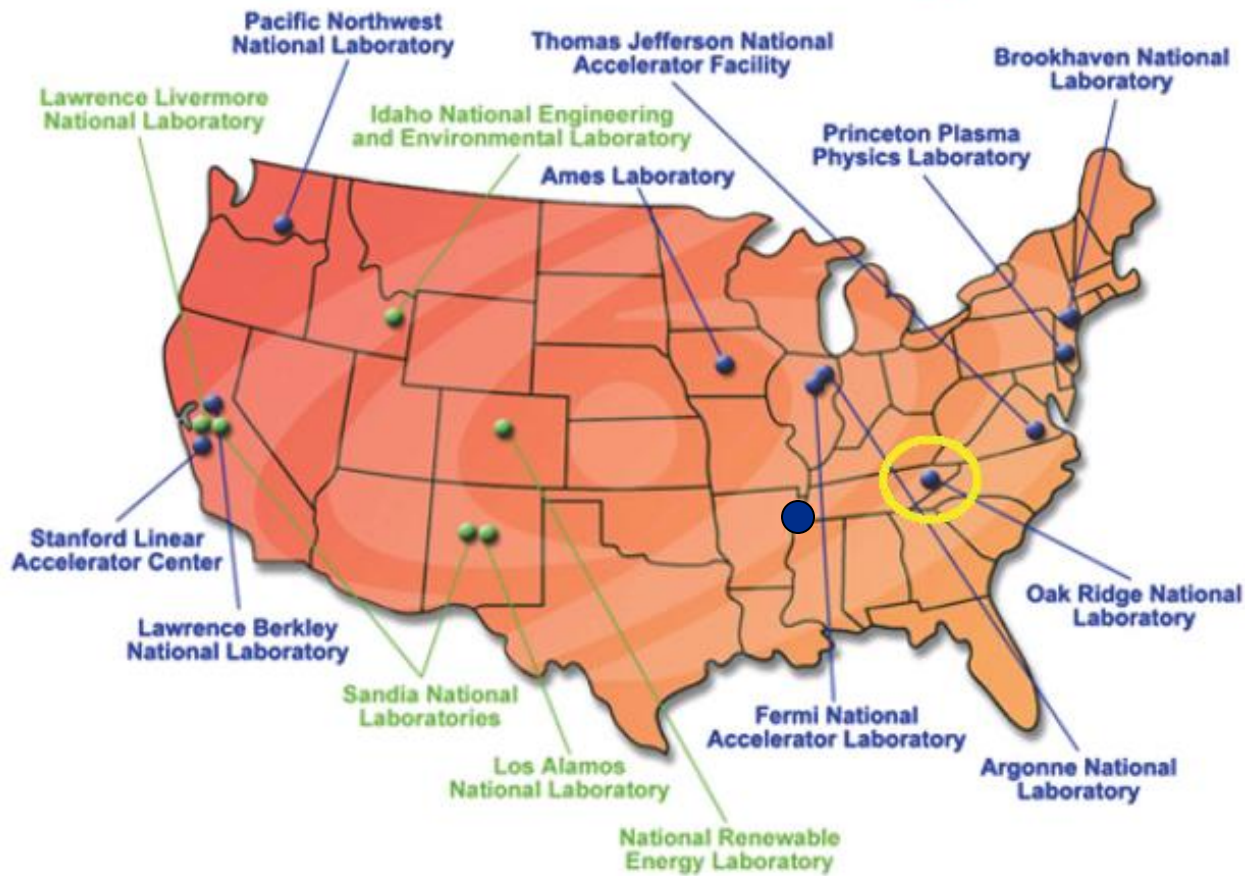 Pacific Northwest
National Laboratory
Thomas Jefferson National
Accelerator Facility
Brookhaven National
Laboratory
Lawrence Livermore
National Laboratory
Idaho National Engineering
and Environmental Laboratory
Princeton Plasma
Physics Laboratory
Ames Laboratory
Stanford Linear
Accelerator Center
Oak Ridge National
Laboratory
Lawrence Berkley
National Laboratory
Sandia National
Laboratories
Fermi National
Accelerator Laboratory
Los Alamos
National Laboratory
Argonne National
Laboratory
National Renewable
Energy Laboratory